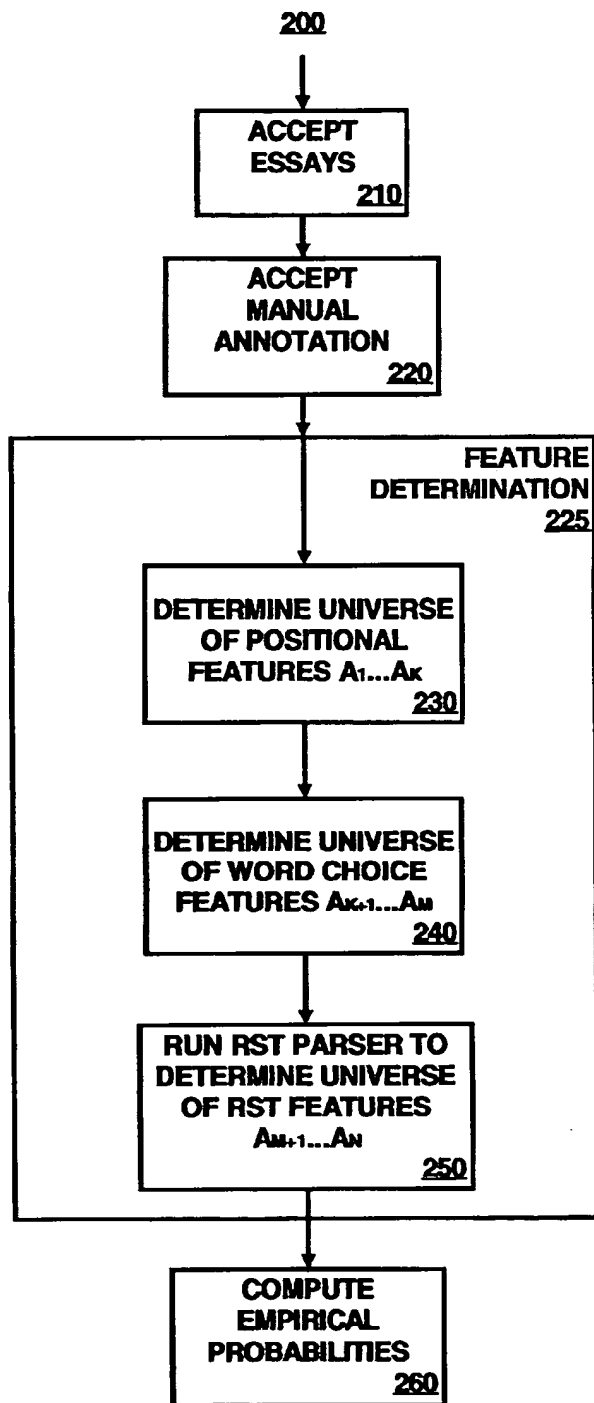 200
ACCEPT
ESSAYS
210
ACCEPT
MANUAL
ANNOTATION
220
FEATURE
DETERMINATION
225
DETERMINE UNIVERSE
OF POSITIONAL
FEATURES A1...AK
230
DETERMINE UNIVERSE
OF WORD CHOICE
FEATURES AK+1...AM
240
RUN RST PARSER TO
DETERMINE UNIVERSE
OF RST FEATURES
AM+1...AN
250
COMPUTE
EMPIRICAL
PROBABILITIES
260